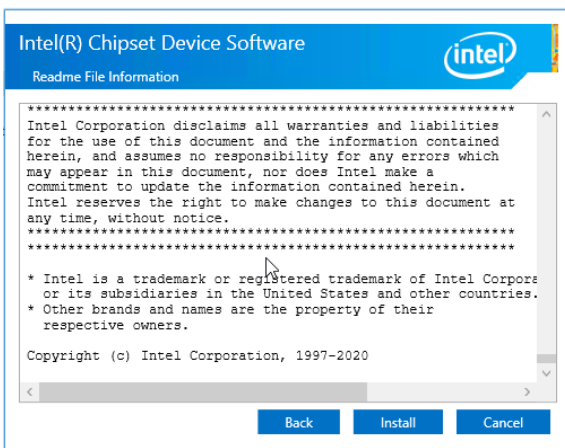 Intel(R) Chipset Device Software
intel
Readme File Information
*************************************************************
Intel Corporation disclaims all warranties and liabilities
for the use of this document and the information contained
herein, and assumes no responsibility for any errors which
may appear in this document, nor does Intel make a
commitment to update the information contained herein.
Intel reserves the right to make changes to this document at
any time, without notice.
*************************************************************
*************************************************************
* Intel is a trademark or registered trademark of Intel Corpora
or its subsidiaries in the United States and other countries.
* Other brands and names are the property of their
respective owners.
Copyright (c) Intel Corporation, 1997-2020
Back Install Cancel